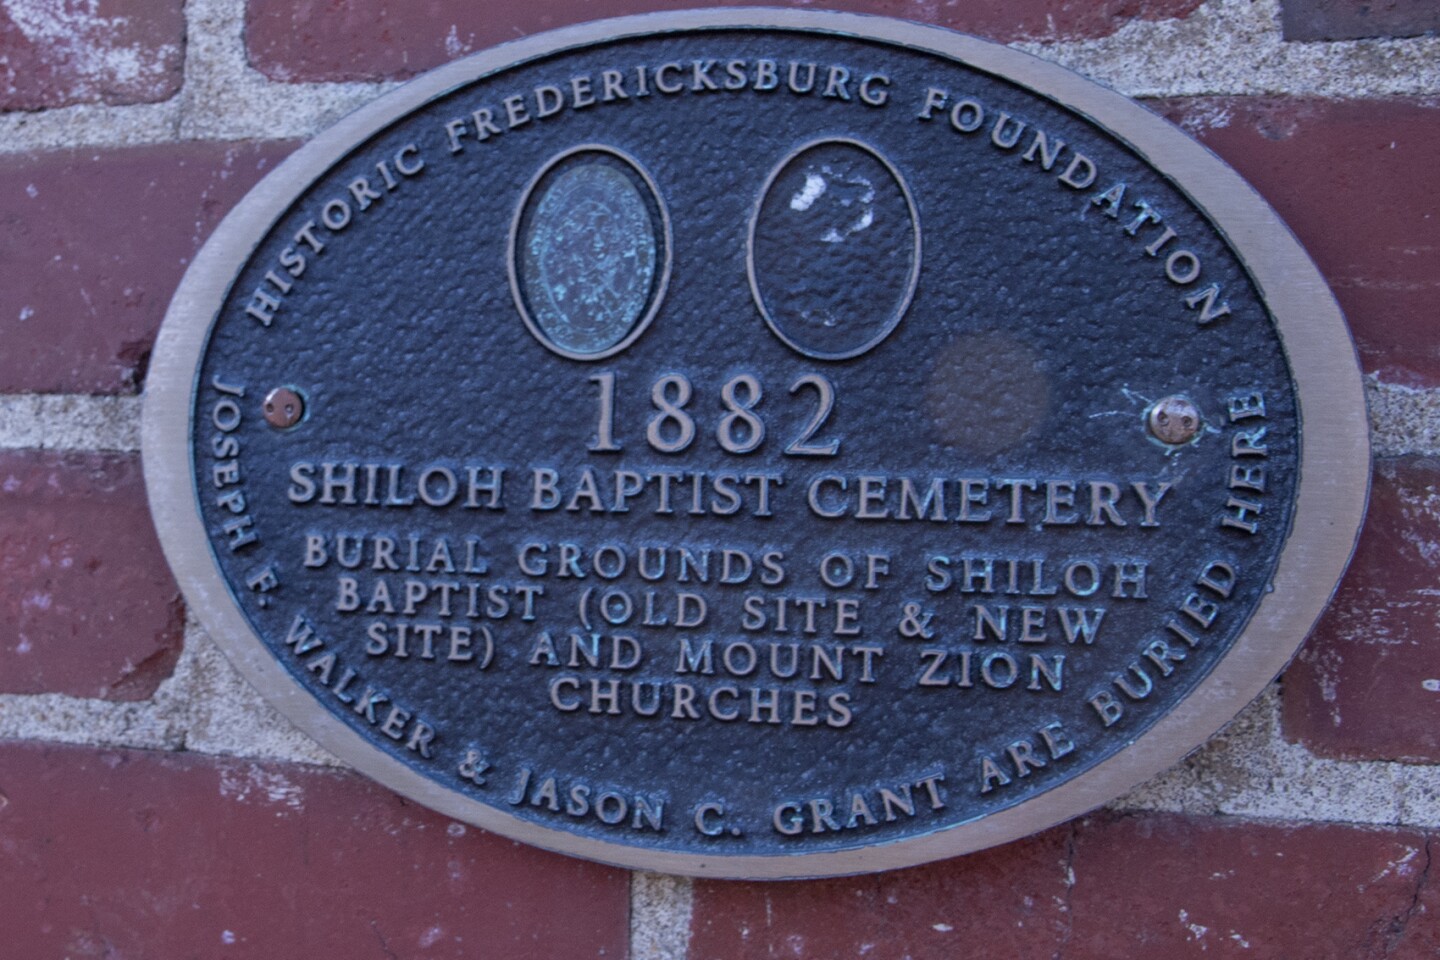 HISTORIC FREDERICKSBURG FOUNDATION
1882
SHILOH BAPTIST CEMETERY
BURIAL GROUNDS OF SHILOH
BAPTIST (OLD SITE & NEW
SITE) AND MOUNT ZION
CHURCHES
JOSEPH F. WALKER & JASON C. GRANT ARE BURIED HERE